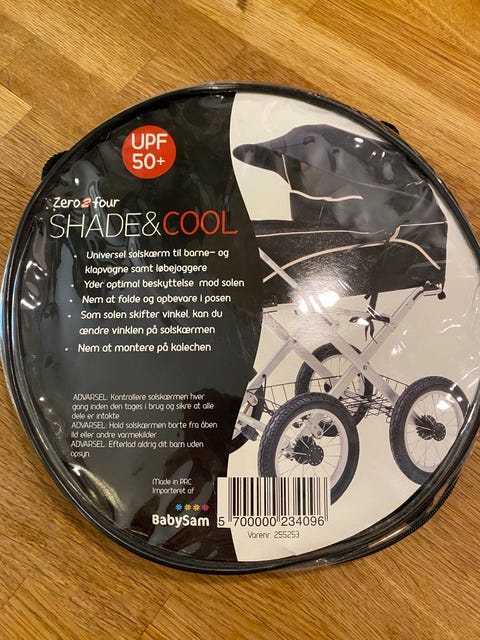 UPF
50+
Zero2four
SHADE&COOL
• Universel solskærm til barne- og
klapvogne samt løbejoggere
Yder optimal beskyttelse mod solen
• Nem at folde og opbevare i posen
• Som solen skifter vinkel, kan du
ændre vinklen på solskærmen
• Nem at montere på kalechen
ADVARSEL: Kontrollere solskærmen hver
gang inden den tages i brug og sikre at alle
dele er intakte
ADVARSEL: Hold solskærmen borte fra åben
ild eller andre varmekilder
ADVARSEL: Efterlad aldrig dit barn uden
opsyn.
Made in PRC
Importeret af
BabySam
5 700000 234096
Varenr. 255253